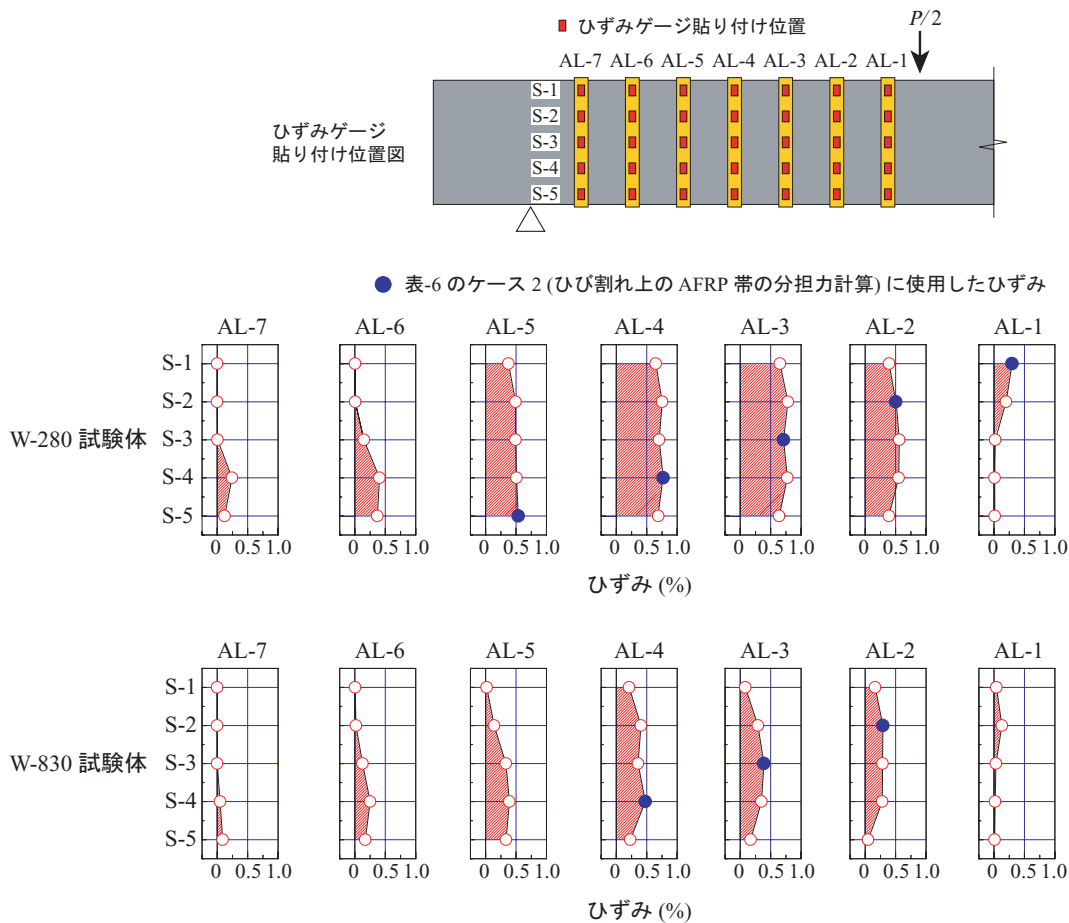 ひずみゲージ貼り付け位置
P/2
AL-7 AL-6 AL-5 AL-4 AL-3 AL-2 AL-1
S-1
S-2
S-3
S-4
S-5
ひずみゲージ
貼り付け位置図
表-6 のケース 2 (ひび割れ上の AFRP 帯の分担力計算) に使用したひずみ
AL-7 AL-6 AL-5 AL-4 AL-3 AL-2 AL-1
S-1
S-2
W-280 試験体 S-3
S-4
S-5
0 0.5 1.0 0 0.5 1.0 0 0.5 1.0 0 0.5 1.0 0 0.5 1.0 0 0.5 1.0 0 0.5 1.0
ひずみ (%)
AL-7 AL-6 AL-5 AL-4 AL-3 AL-2 AL-1
S-1
S-2
W-830 試験体 S-3
S-4
S-5
0 0.5 1.0 0 0.5 1.0 0 0.5 1.0 0 0.5 1.0 0 0.5 1.0 0 0.5 1.0 0 0.5 1.0
ひずみ (%)